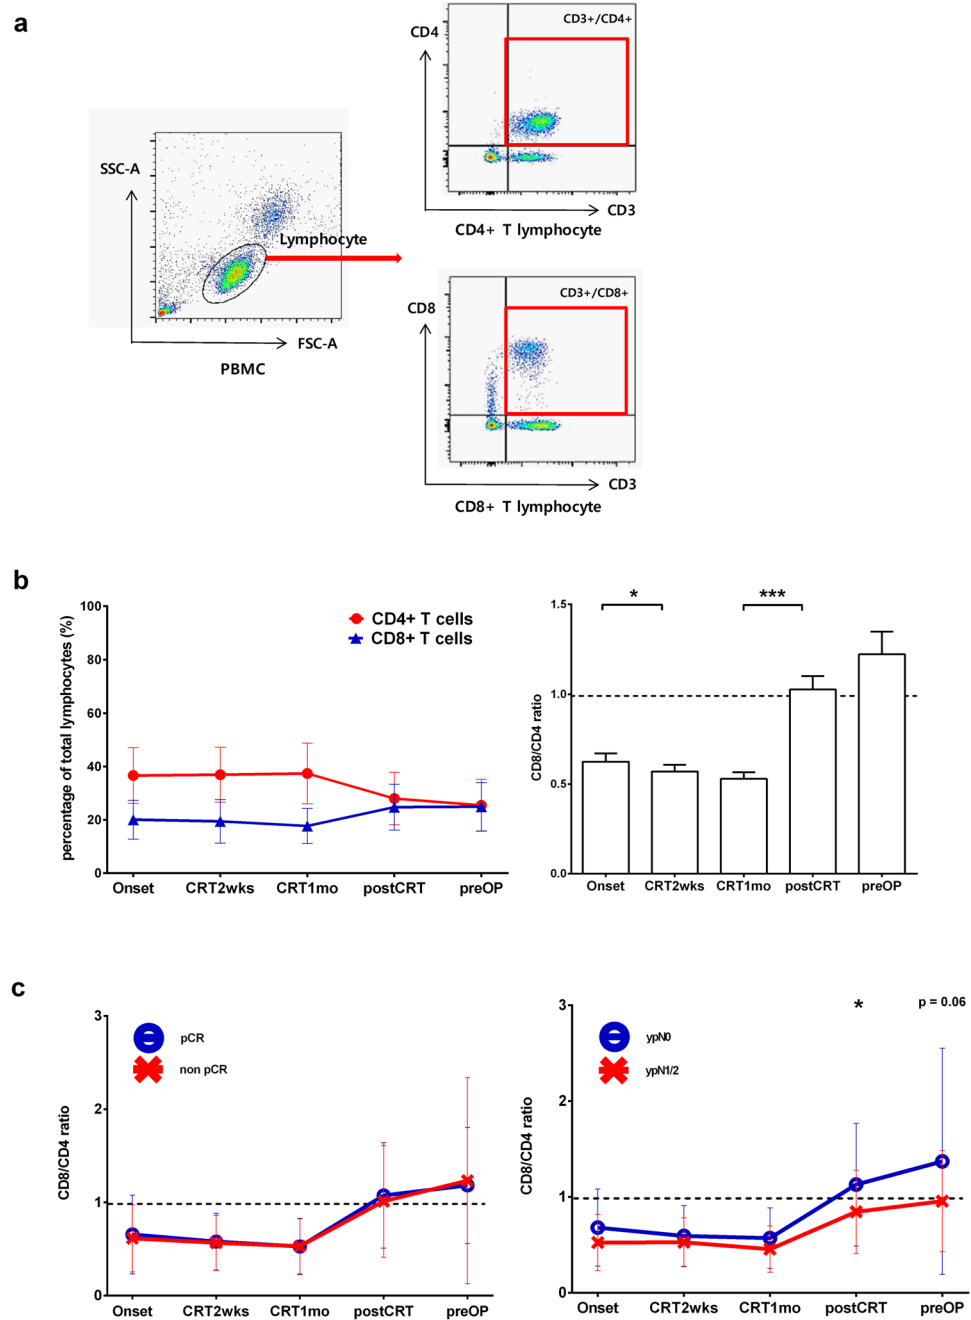 a
SSC-A
Lymphocyte
FSC-A
PBMC
CD4
CD3+/CD4+
CD3
CD4+ T lymphocyte
CD8
CD3+/CD8+
CD3
CD8+ T lymphocyte
b
percentage of total lymphocytes (%)
100
80
60
40
20
0
CD4+ T cells
CD8+ T cells
Onset CRT2wks CRT1mo postCRT preOP
CD8/CD4 ratio
1.5
1.0
0.5
0.0
* ***
Onset CRT2wks CRT1mo postCRT preOP
c
CD8/CD4 ratio
3
2
1
0
pCR
non pCR
Onset CRT2wks CRT1mo postCRT preOP
CD8/CD4 ratio
3
2
1
0
ypN0
ypN1/2
* p = 0.06
Onset CRT2wks CRT1mo postCRT preOP